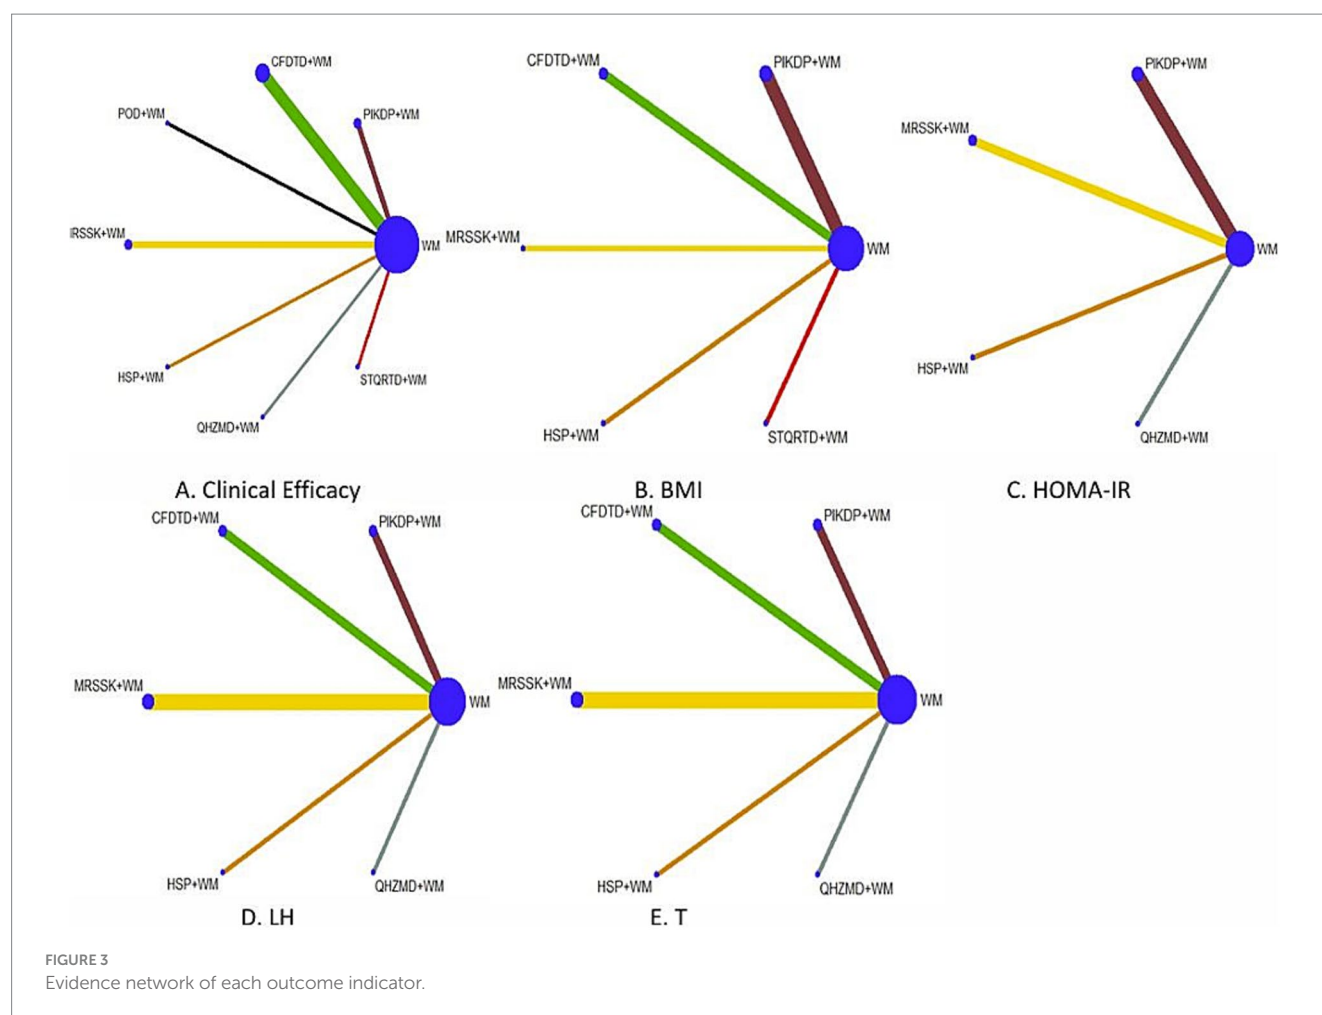 CFDTD+WM
PIKDP+WM
POD+WM
IRSSK+WM
WM
HSP+WM
STQRTD+WM
QHZMD+WM
A. Clinical Efficacy
CFDTD+WM
PIKDP+WM
MRSSK+WM
WM
HSP+WM
STQRTD+WM
B. BMI
PIKDP+WM
MRSSK+WM
WM
HSP+WM
QHZMD+WM
C. HOMA-IR
CFDTD+WM
PIKDP+WM
MRSSK+WM
WM
HSP+WM
QHZMD+WM
D. LH
CFDTD+WM
PIKDP+WM
MRSSK+WM
WM
HSP+WM
QHZMD+WM
E. T
FIGURE 3
Evidence network of each outcome indicator.